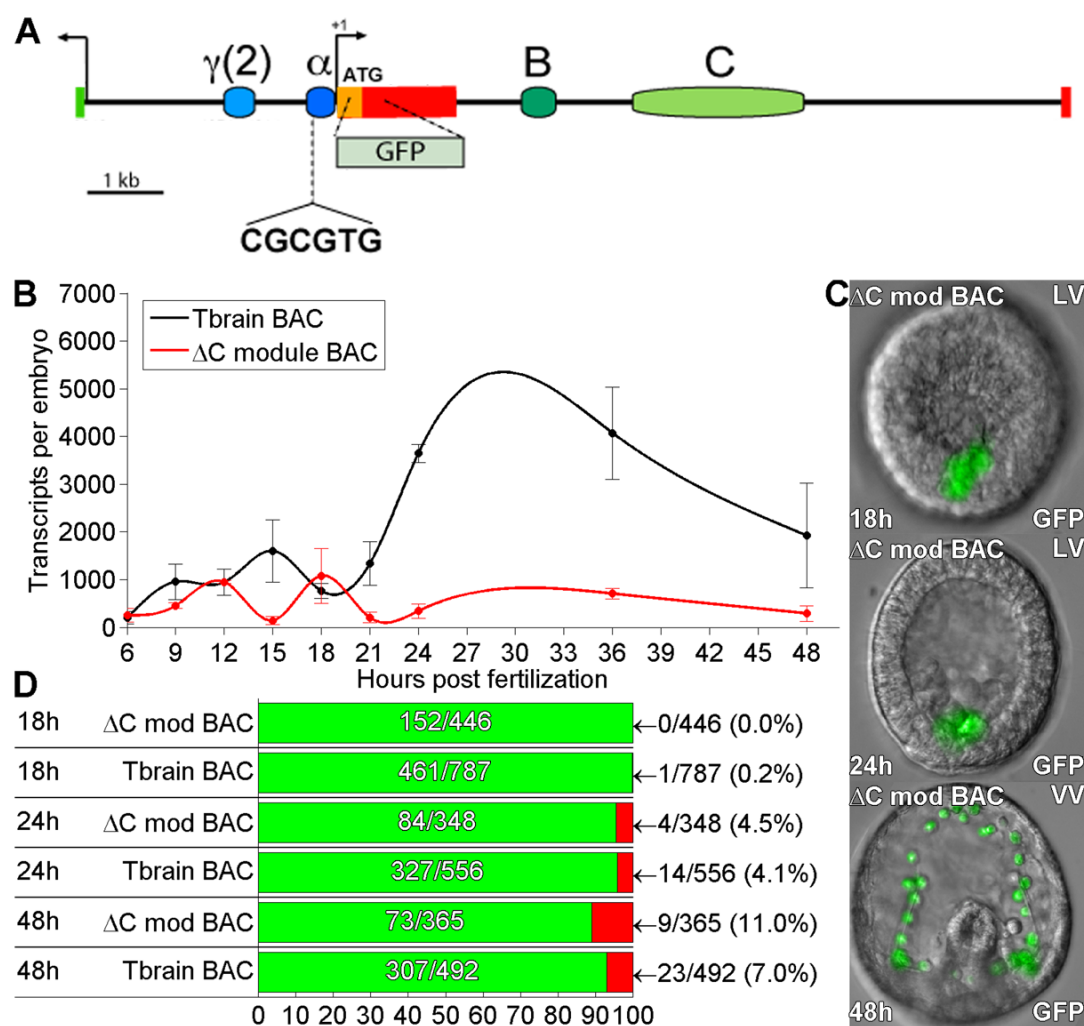 A
γ(2)
α
+1
ATG
B
C
GFP
1 kb
CGCGTG
B
7000
6000
5000
4000
3000
2000
1000
0
Transcripts per embryo
Tbrain BAC
ΔC module BAC
6 9 12 15 18 21 24 27 30 33 36 39 42 45 48
Hours post fertilization
C
ΔC mod BAC LV
18h GFP
ΔC mod BAC LV
24h GFP
ΔC mod BAC VV
48h GFP
D
18h ΔC mod BAC 152/446 ←0/446 (0.0%)
18h Tbrain BAC 461/787 ←1/787 (0.2%)
24h ΔC mod BAC 84/348 ←4/348 (4.5%)
24h Tbrain BAC 327/556 ←14/556 (4.1%)
48h ΔC mod BAC 73/365 ←9/365 (11.0%)
48h Tbrain BAC 307/492 ←23/492 (7.0%)
0 10 20 30 40 50 60 70 80 90 100